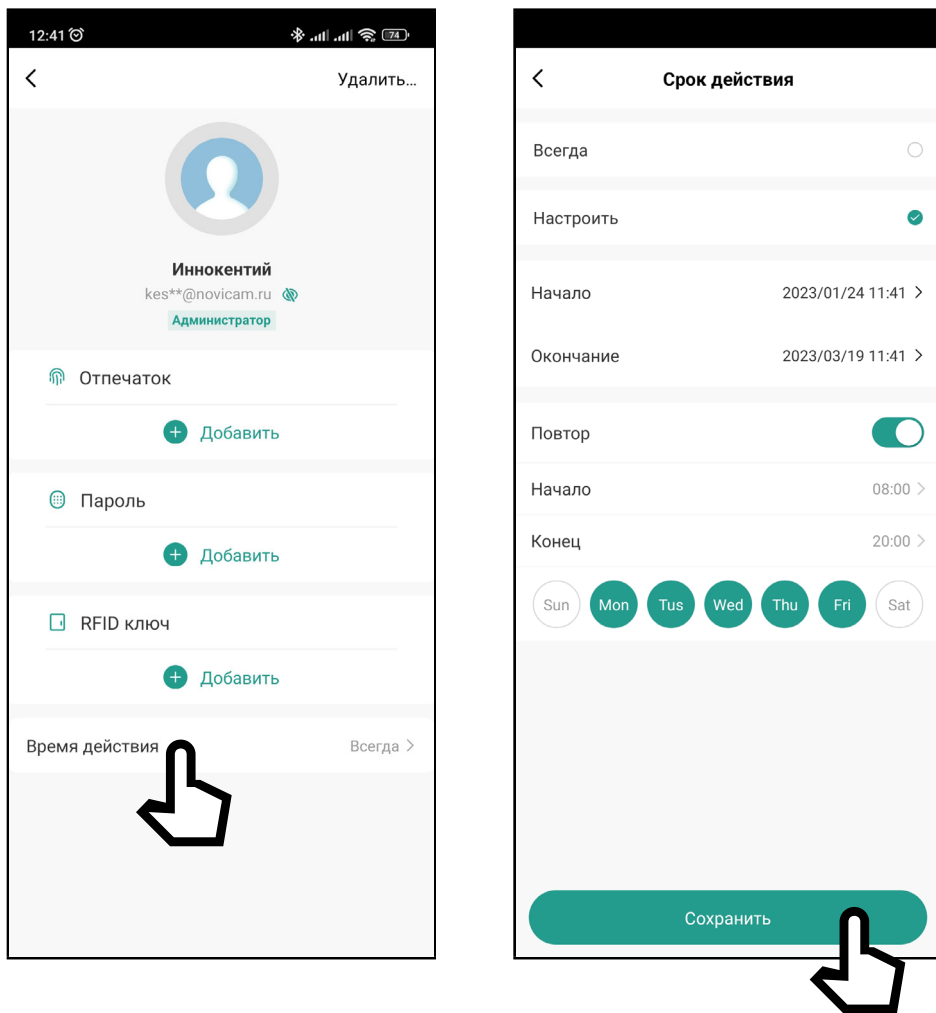 12:41
74
Удалить...
Иннокентий
kes**@novicam.ru
Администратор
Отпечаток
Добавить
Пароль
Добавить
RFID ключ
Добавить
Время действия Всегда
Срок действия
Всегда
Настроить
Начало 2023/01/24 11:41
Окончание 2023/03/19 11:41
Повтор
Начало 08:00
Конец 20:00
Sun Mon Tus Wed Thu Fri Sat
Сохранить